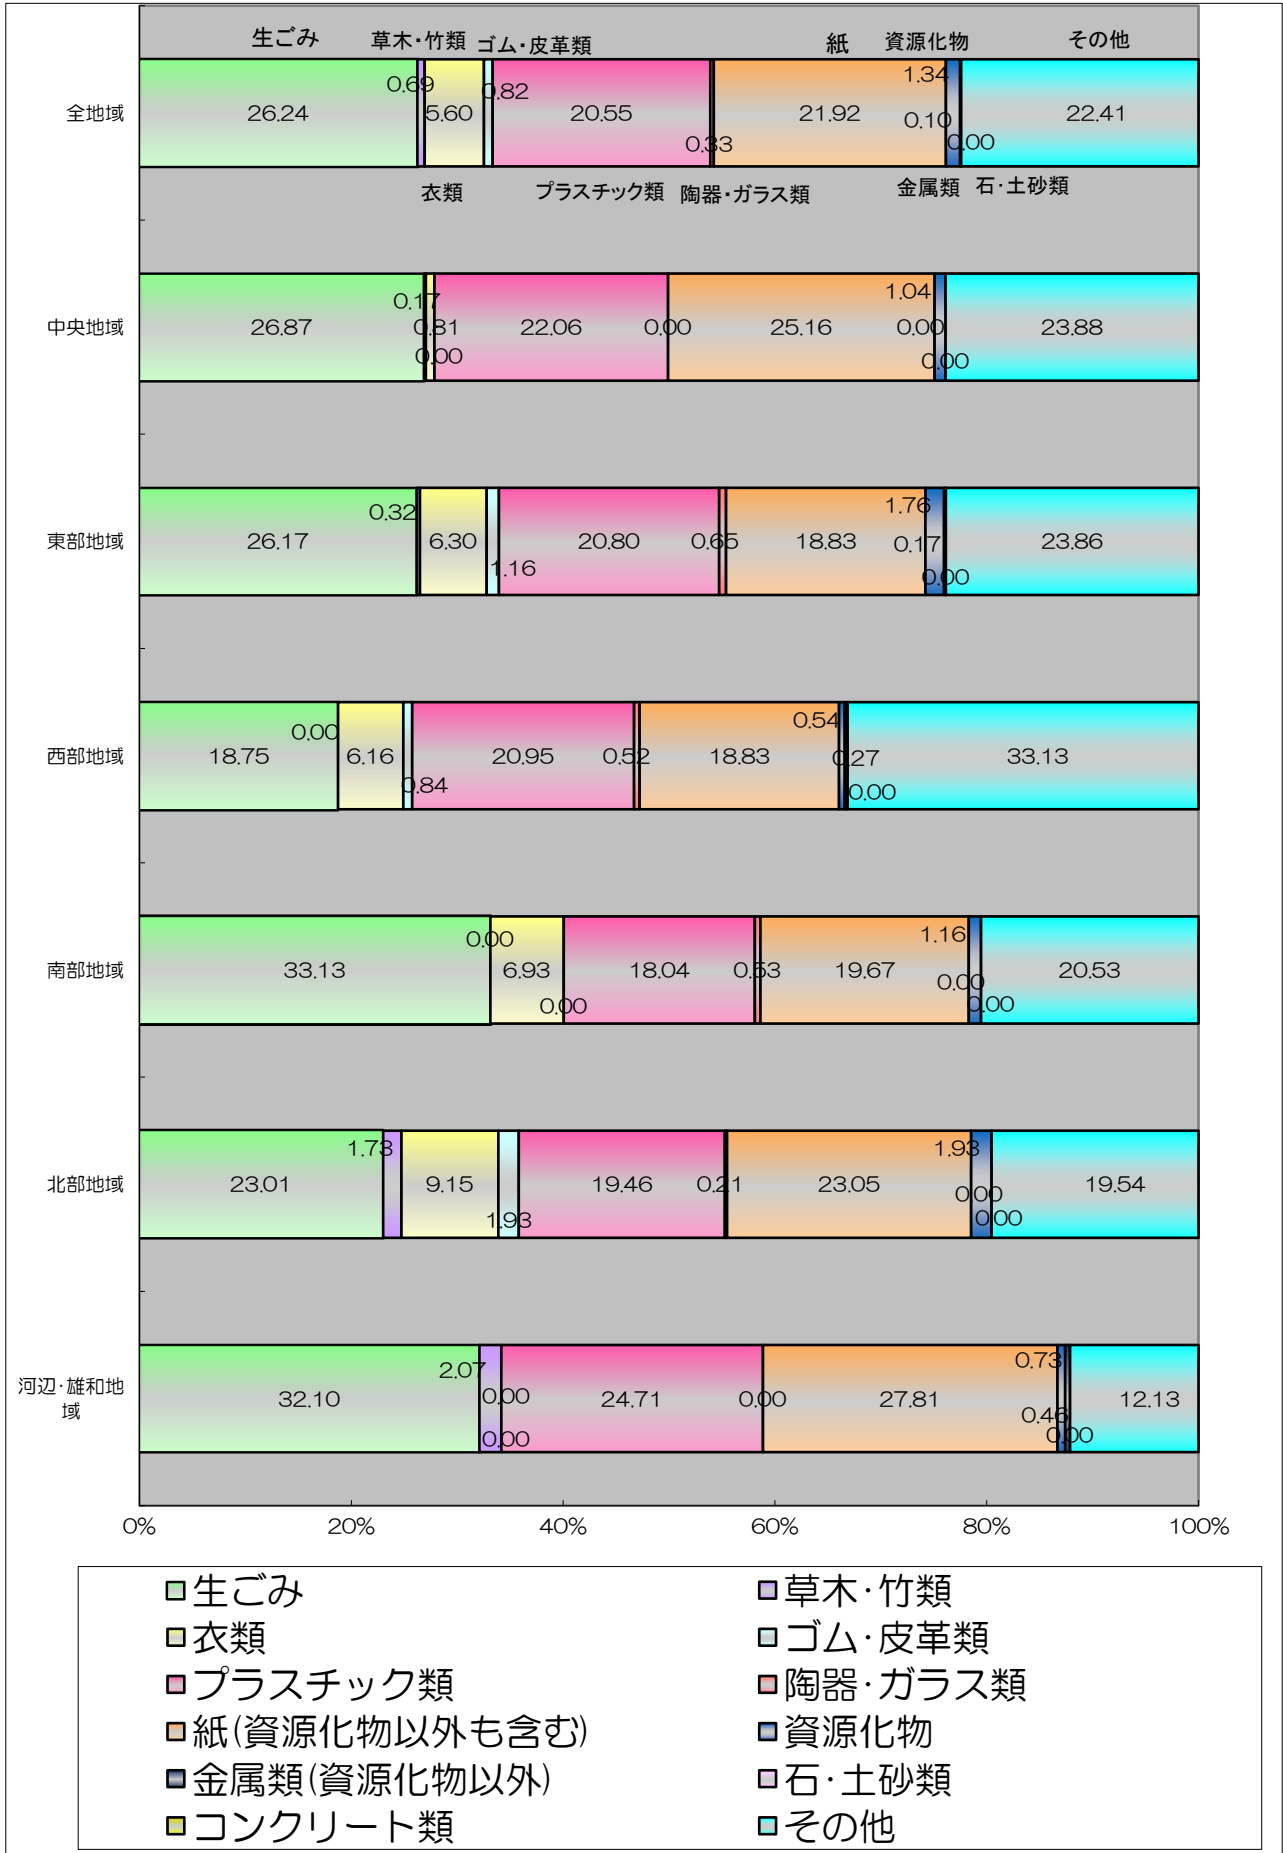 生ごみ 草木・竹類 ゴム・皮革類 紙 資源化物 その他
全地域 26.24 0.69 5.60 0.82 20.55 0.33 21.92 1.34 0.10 0.00 22.41
衣類 プラスチック類 陶器・ガラス類 金属類 石・土砂類
中央地域 26.87 0.17 0.81 0.00 22.06 0.00 25.16 1.04 0.00 0.00 23.88
東部地域 26.17 0.32 6.30 1.16 20.80 0.65 18.83 1.76 0.17 0.00 23.86
西部地域 18.75 0.00 6.16 0.84 20.95 0.52 18.83 0.54 0.27 0.00 33.13
南部地域 33.13 0.00 6.93 0.00 18.04 0.53 19.67 1.16 0.00 0.00 20.53
北部地域 23.01 1.73 9.15 1.93 19.46 0.21 23.05 1.93 0.00 0.00 19.54
河辺・雄和地
域
32.10 2.07 0.00 0.00 24.71 0.00 27.81 0.73 0.46 0.00 12.13
0% 20% 40% 60% 80% 100%
生ごみ 草木・竹類
衣類 ゴム・皮革類
プラスチック類 陶器・ガラス類
紙(資源化物以外も含む) 資源化物
金属類(資源化物以外) 石・土砂類
コンクリート類 その他